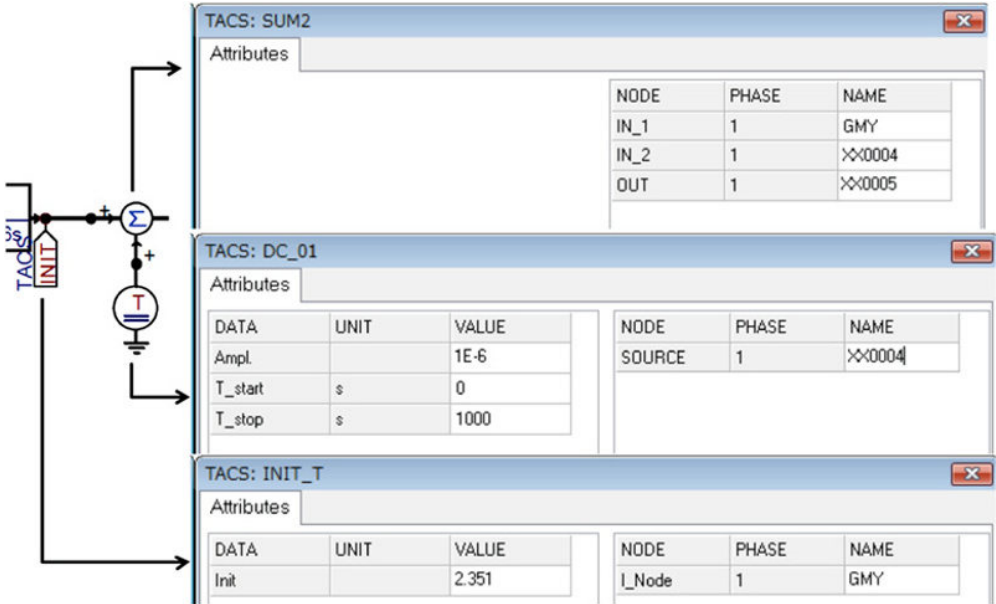 TACS: SUM2
Attributes
NODE PHASE NAME
IN_1 1 GMY
IN_2 1 XX0004
OUT 1 XX0005
+
Σ
TACS
INIT
+
T
TACS: DC_01
Attributes
DATA UNIT VALUE NODE PHASE NAME
Ampl. 1E-6 SOURCE 1 XX0004
T_start s 0
T_stop s 1000
TACS: INIT_T
Attributes
DATA UNIT VALUE NODE PHASE NAME
Init 2.351 I_Node 1 GMY